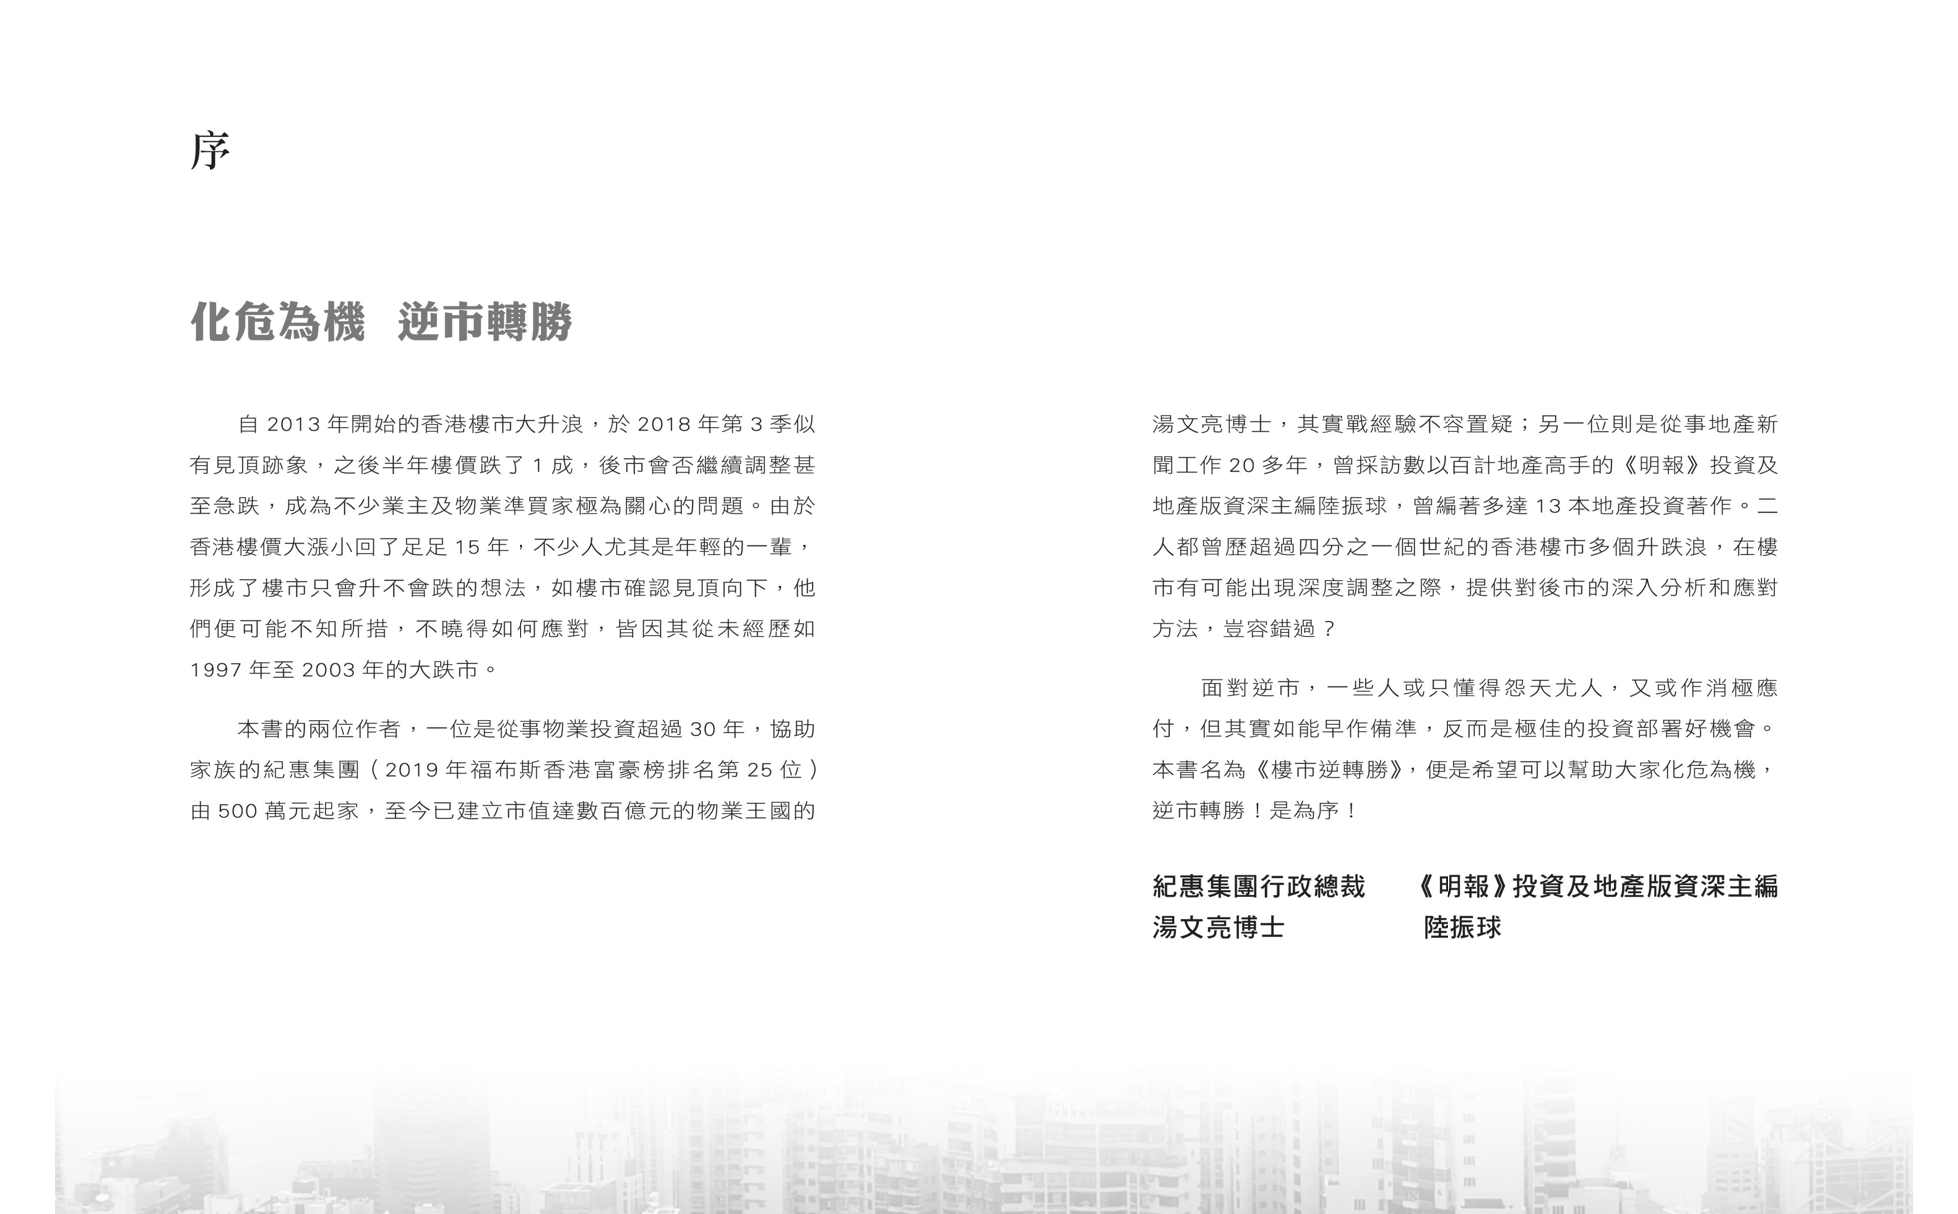 序
化危為機 逆市轉勝
自 2013 年開始的香港樓市大升浪，於 2018 年第 3 季似
有見頂跡象，之後半年樓價跌了 1 成，後市會否繼續調整甚
至急跌，成為不少業主及物業準買家極為關心的問題。由於
香港樓價大漲小回了足足 15 年，不少人尤其是年輕的一輩，
形成了樓市只會升不會跌的想法，如樓市確認見頂向下，他
們便可能不知所措，不曉得如何應對，皆因其從未經歷如
1997 年至 2003 年的大跌市。
本書的兩位作者，一位是從事物業投資超過 30 年，協助
家族的紀惠集團（2019 年福布斯香港富豪榜排名第 25 位）
由 500 萬元起家，至今已建立市值達數百億元的物業王國的
湯文亮博士，其實戰經驗不容置疑；另一位則是從事地產新
聞工作 20 多年，曾採訪數以百計地產高手的《明報》投資及
地產版資深主編陸振球，曾編著多達 13 本地產投資著作。二
人都曾歷超過四分之一個世紀的香港樓市多個升跌浪，在樓
市有可能出現深度調整之際，提供對後市的深入分析和應對
方法，豈容錯過？
面對逆市，一些人或只懂得怨天尤人，又或作消極應
付，但其實如能早作備準，反而是極佳的投資部署好機會。
本書名為《樓市逆轉勝》，便是希望可以幫助大家化危為機，
逆市轉勝！是為序！
紀惠集團行政總裁 《明報》投資及地產版資深主編
湯文亮博士 陸振球